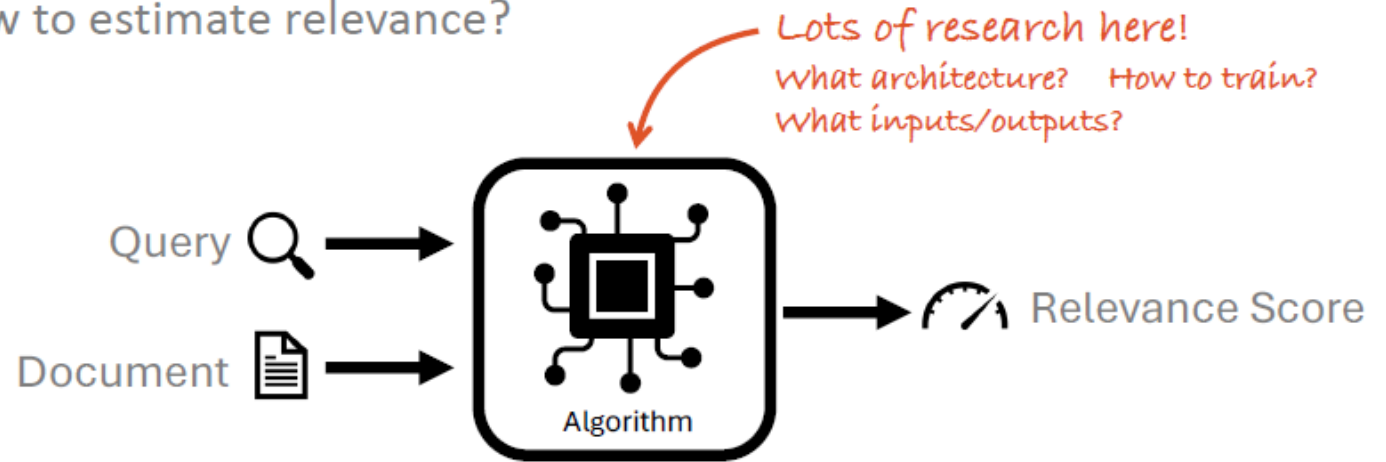 w to estimate relevance?
Lots of research here!
What architecture? How to train?
What inputs/outputs?
Query
Document
Algorithm
Relevance Score